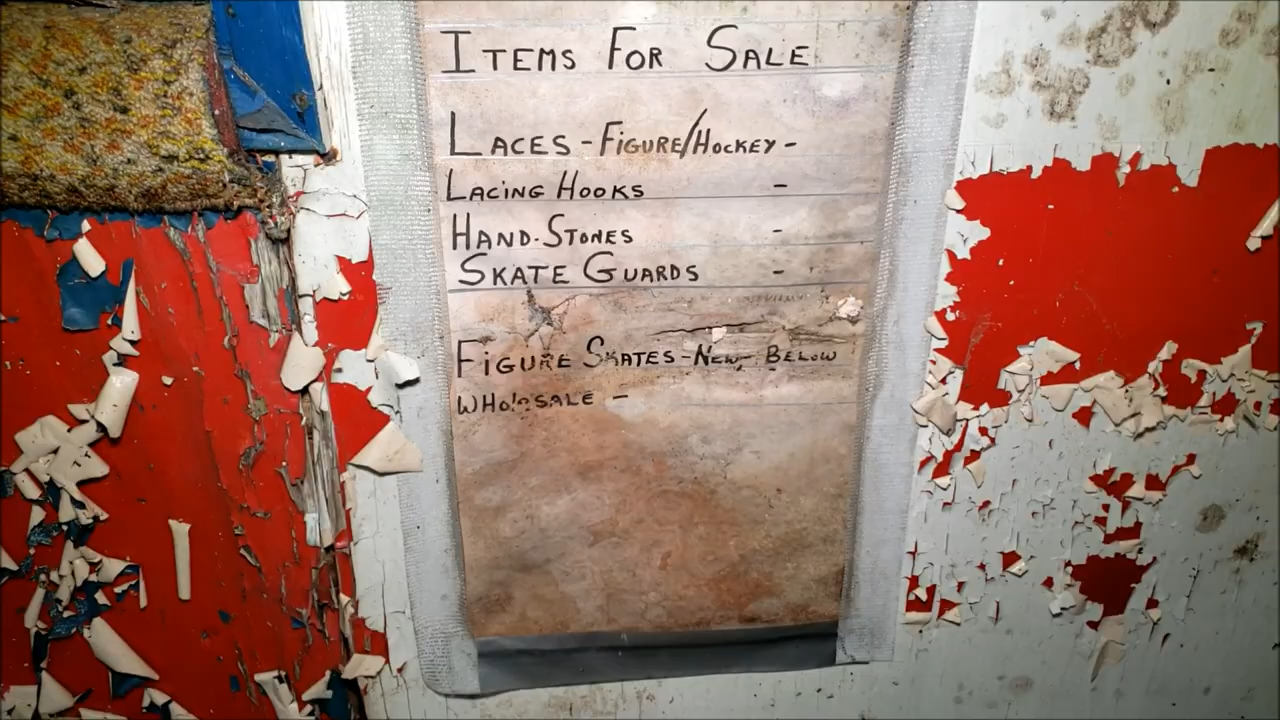 ITEMS FOR SALE
LACES - FIGURE/HOCKEY -
LACING HOOKS -
HAND-STONES -
SKATE GUARDS -
FIGURE SKATES - NEW - BELOW
WHOLESALE -